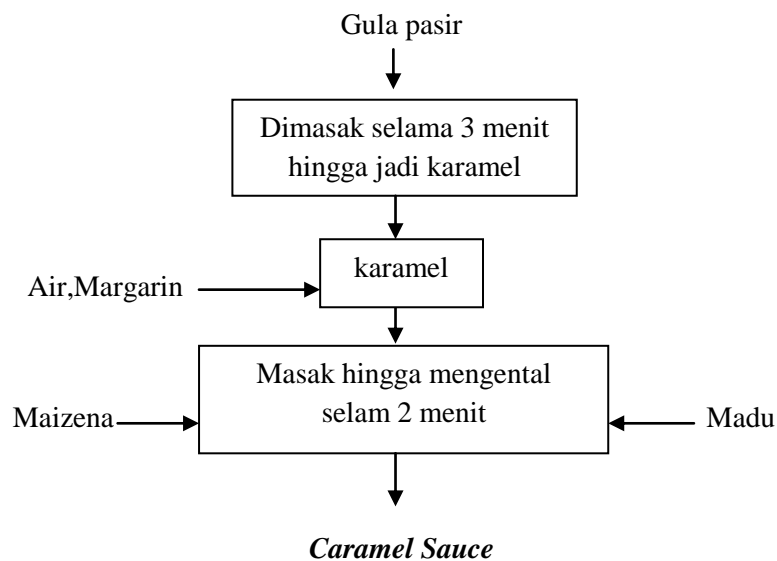 Gula pasir
Dimasak selama 3 menit
hingga jadi karamel
karamel
Air,Margarin
Masak hingga mengental
selam 2 menit
Maizena
Madu
Caramel Sauce